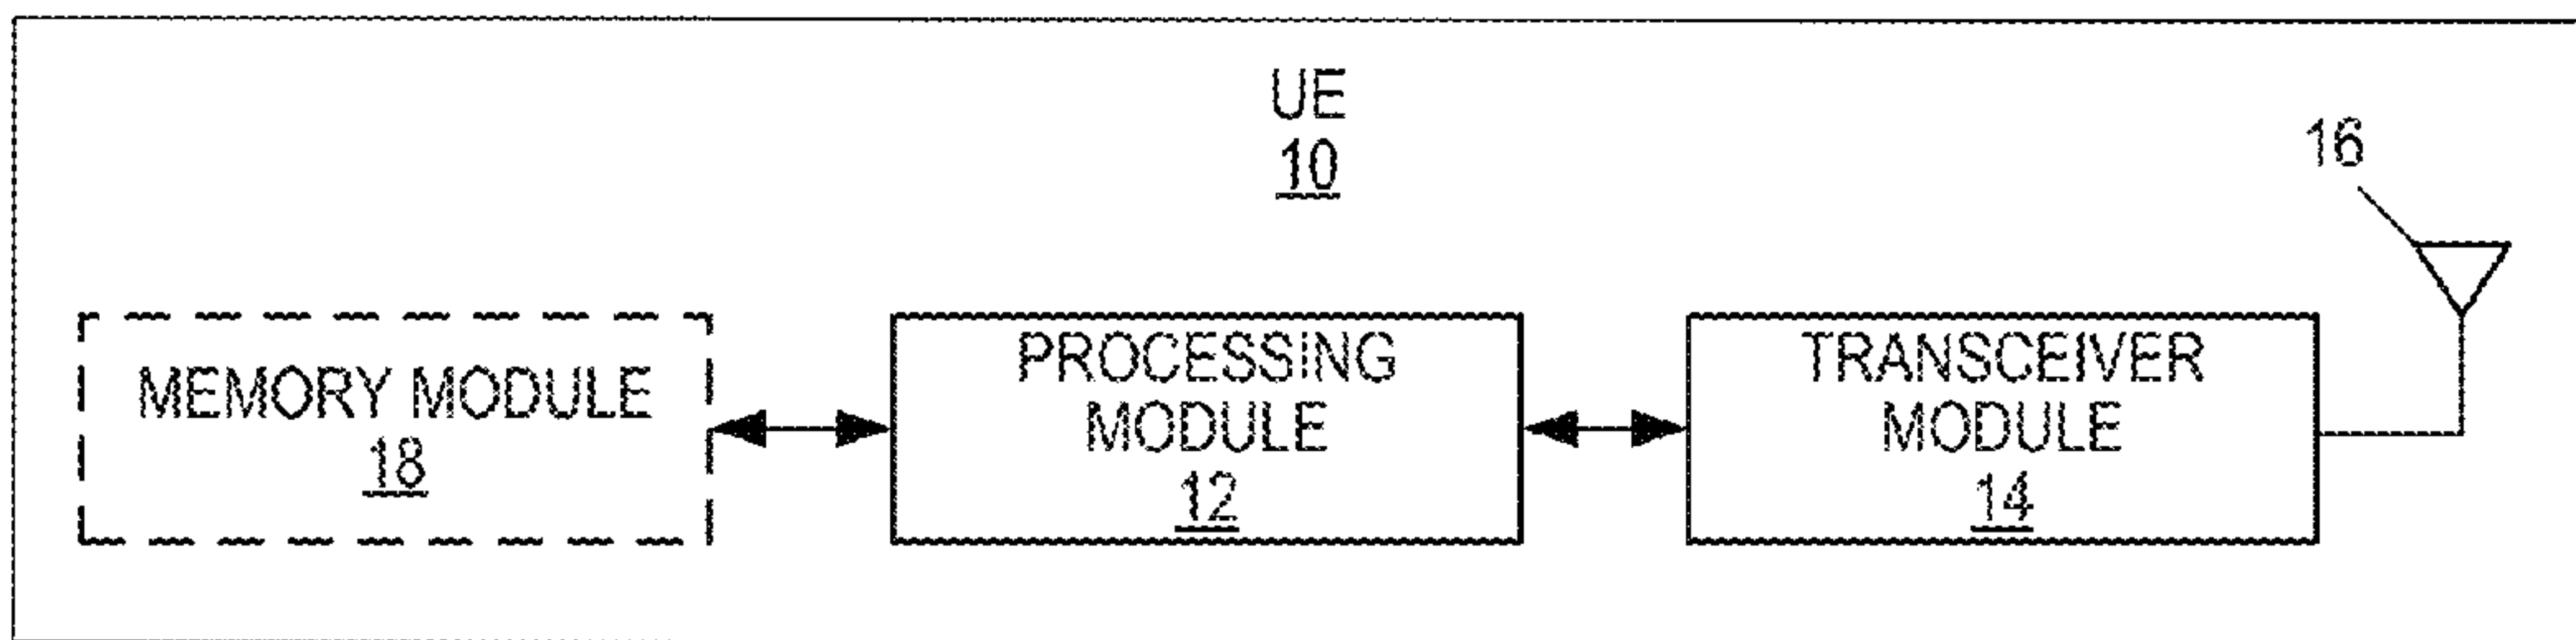 UE
10
16
MEMORY MODULE
18
PROCESSING
MODULE
12
TRANSCEIVER
MODULE
14